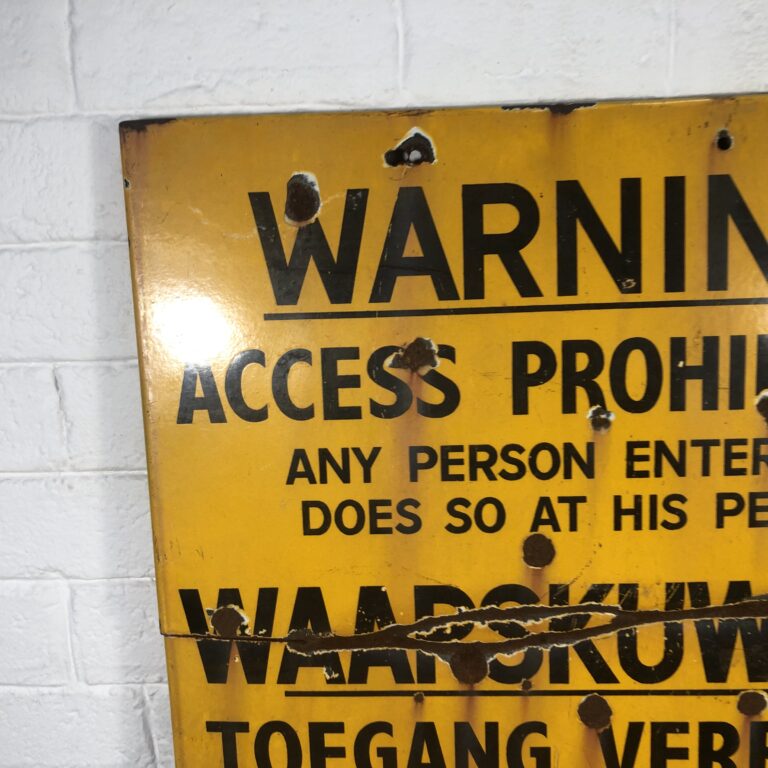 WARNIN
ACCESS PROHI
ANY PERSON ENTER
DOES SO AT HIS PE
WAARSKUW
TOEGANG VERB